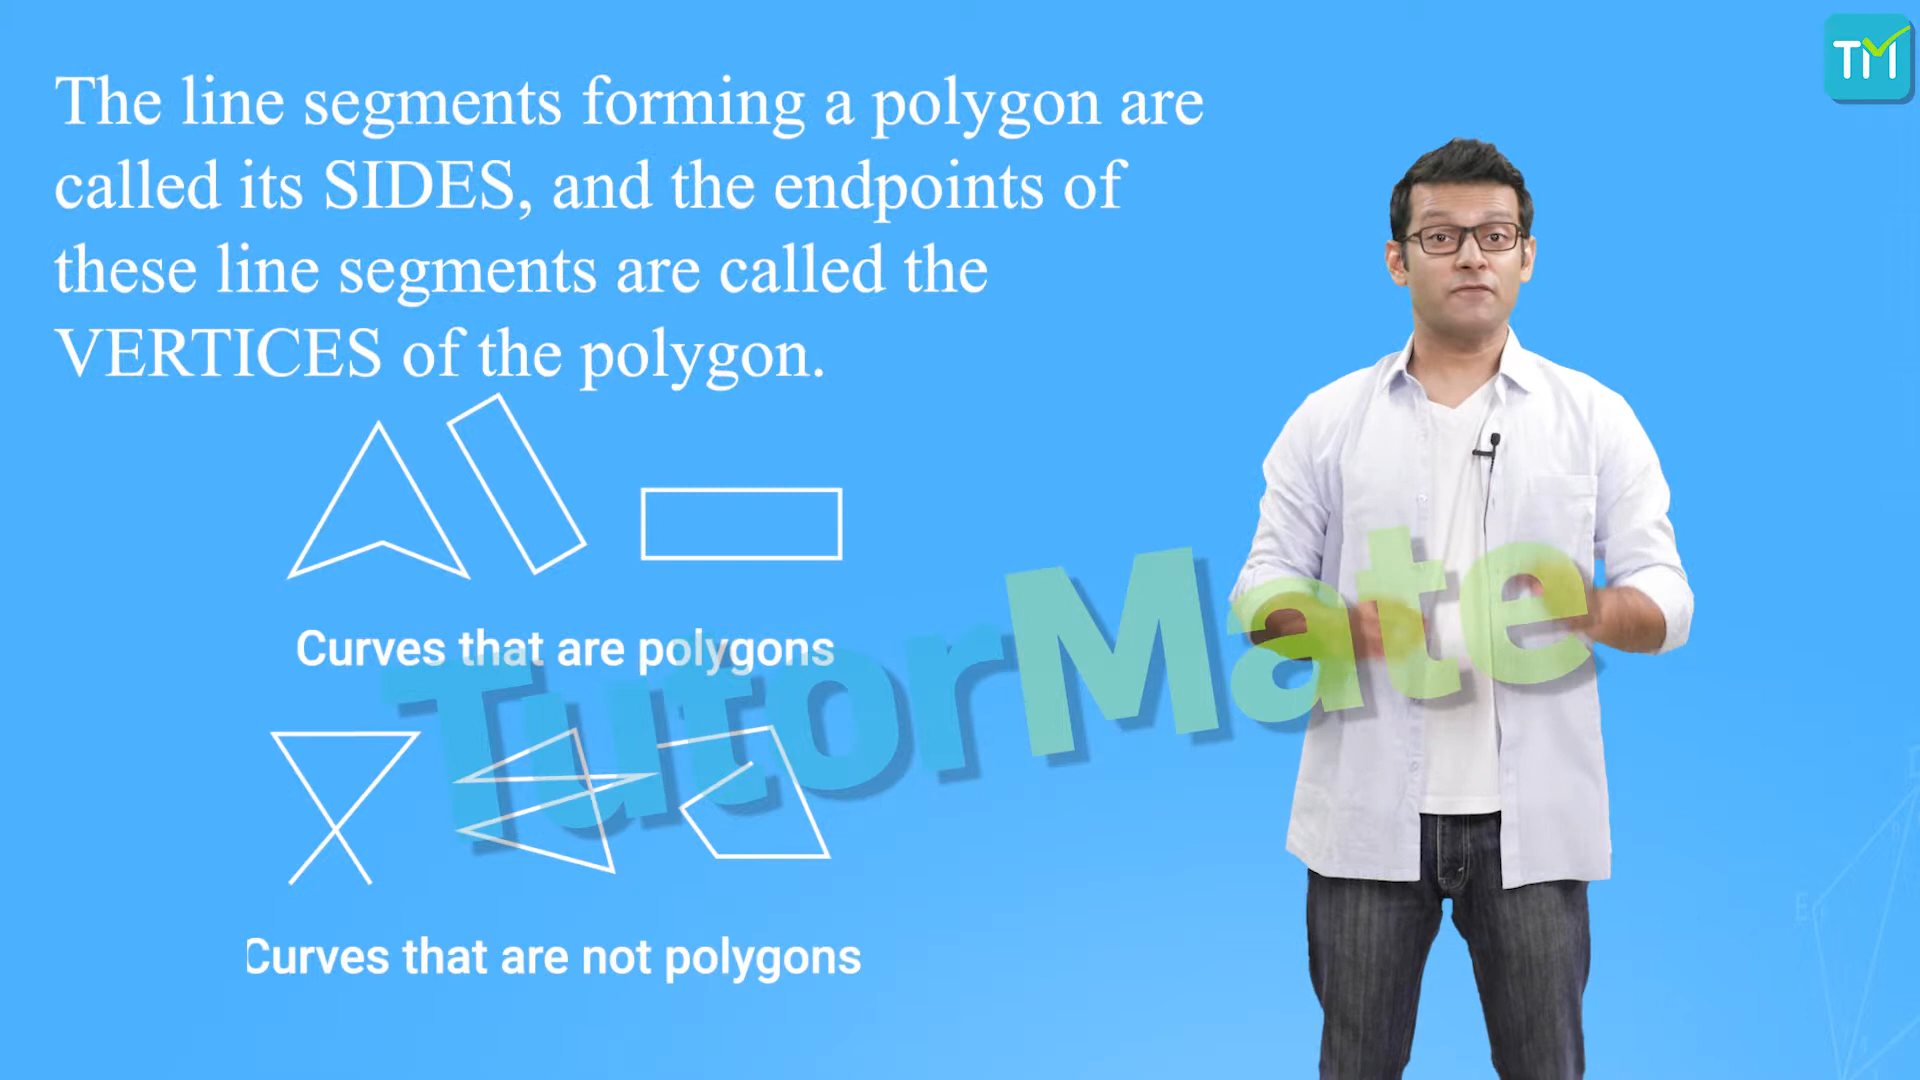 TM
The line segments forming a polygon are
called its SIDES, and the endpoints of
these line segments are called the
VERTICES of the polygon.
Curves that are polygons
TutorMate
Curves that are not polygons